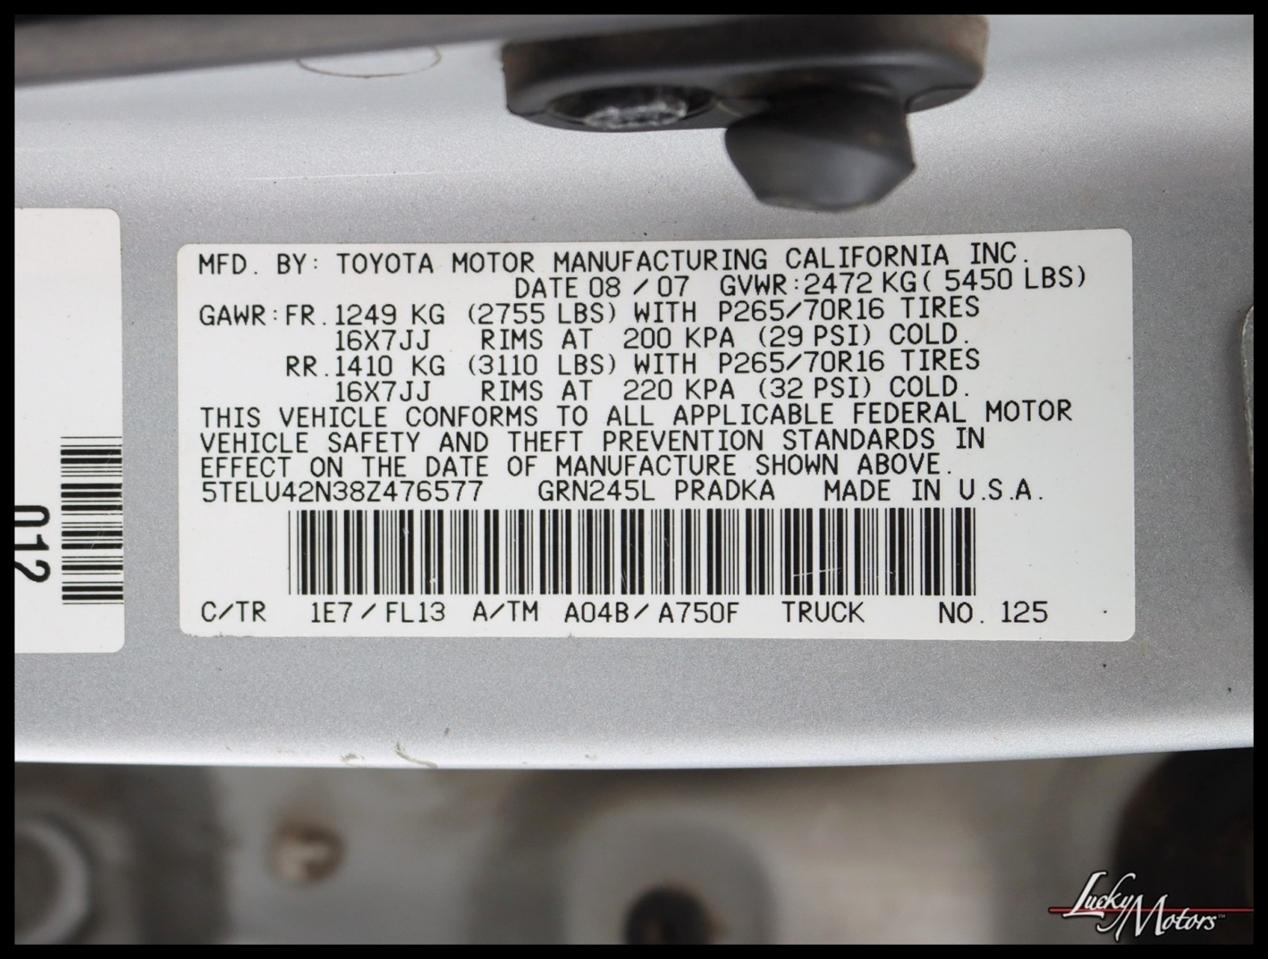 MFD. BY: TOYOTA MOTOR MANUFACTURING CALIFORNIA INC.
DATE 08/07 GVWR:2472 KG( 5450 LBS)
GAWR:FR.1249 KG (2755 LBS) WITH P265/70R16 TIRES
16X7JJ RIMS AT 200 KPA (29 PSI) COLD.
RR.1410 KG (3110 LBS) WITH P265/70R16 TIRES
16X7JJ RIMS AT 220 KPA (32 PSI) COLD.
THIS VEHICLE CONFORMS TO ALL APPLICABLE FEDERAL MOTOR
VEHICLE SAFETY AND THEFT PREVENTION STANDARDS IN
EFFECT ON THE DATE OF MANUFACTURE SHOWN ABOVE.
5TELU42N38Z476577 GRN245L PRADKA MADE IN U.S.A.
C/TR 1E7/FL13 A/TM A04B/A750F TRUCK NO. 125
012
Lucky Motors™